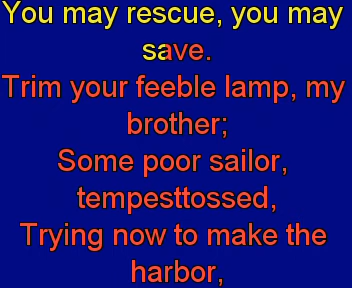 You may rescue, you may
save.
Trim your feeble lamp, my
brother;
Some poor sailor,
tempesttossed,
Trying now to make the
harbor,